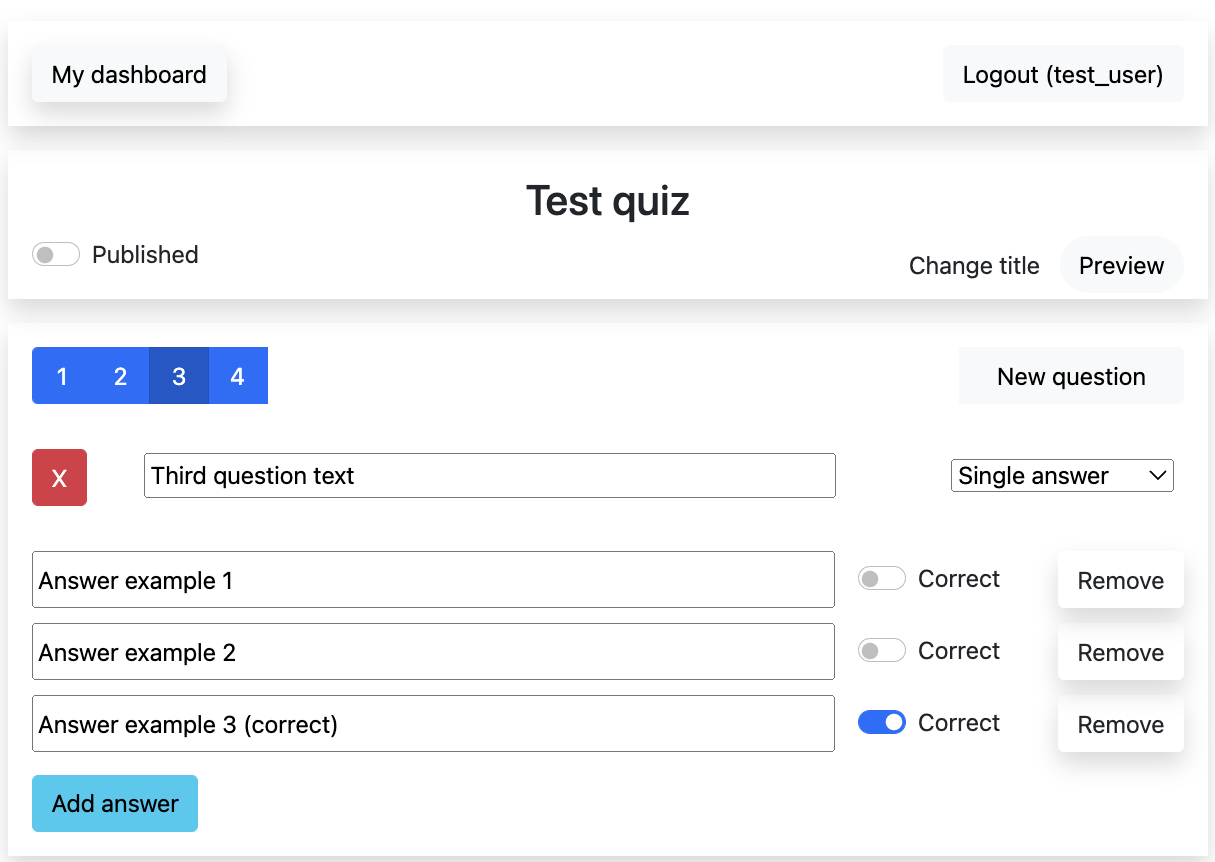 My dashboard
Logout (test_user)
Test quiz
Published
Change title
Preview
1 2 3 4
New question
X
Third question text
Single answer
Answer example 1
Correct
Remove
Answer example 2
Correct
Remove
Answer example 3 (correct)
Correct
Remove
Add answer